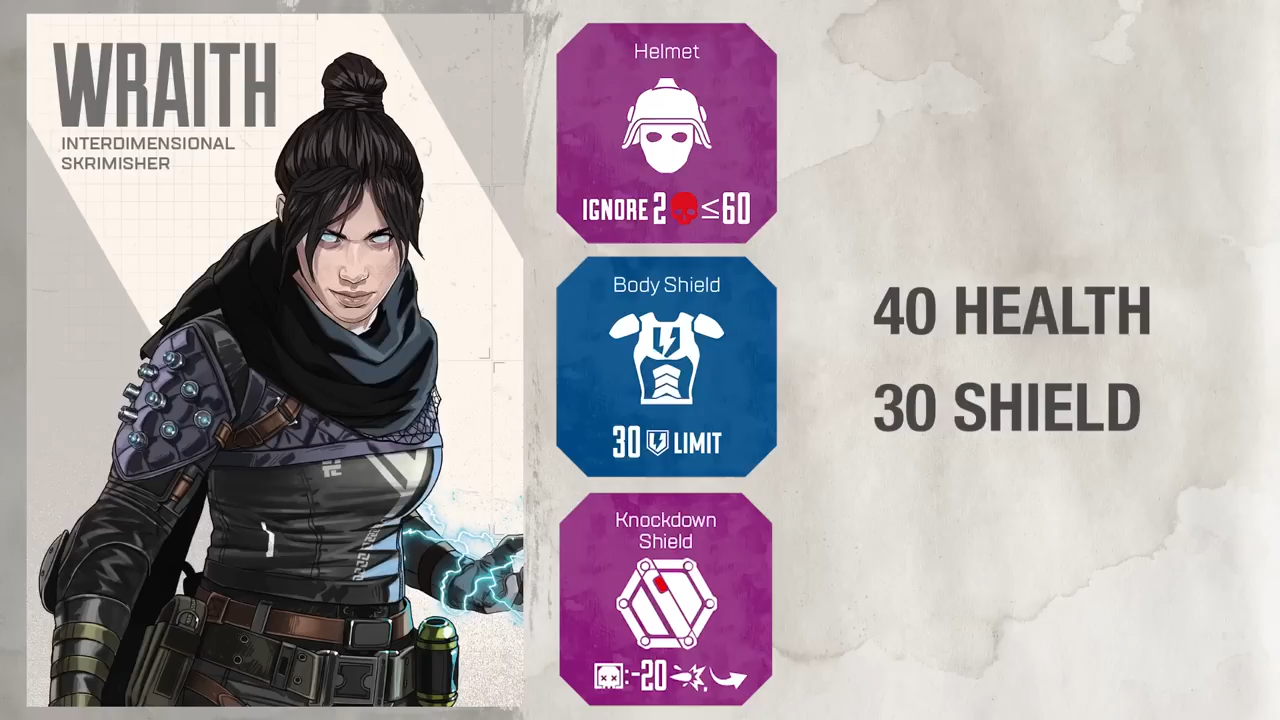 WRAITH
INTERDIMENSIONAL
SKRIMISHER
Helmet
IGNORE 2 ≤60
Body Shield
30 LIMIT
Knockdown
Shield
:-20
40 HEALTH
30 SHIELD